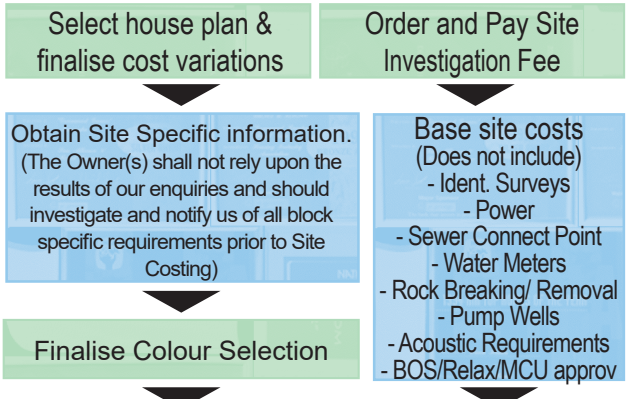 Select house plan &
finalise cost variations
Order and Pay Site
Investigation Fee
Obtain Site Specific information.
(The Owner(s) shall not rely upon the
results of our enquiries and should
investigate and notify us of all block
specific requirements prior to Site
Costing)
Base site costs
(Does not include)
- Ident. Surveys
- Power
- Sewer Connect Point
- Water Meters
- Rock Breaking/ Removal
- Pump Wells
- Acoustic Requirements
- BOS/Relax/MCU approv
Finalise Colour Selection